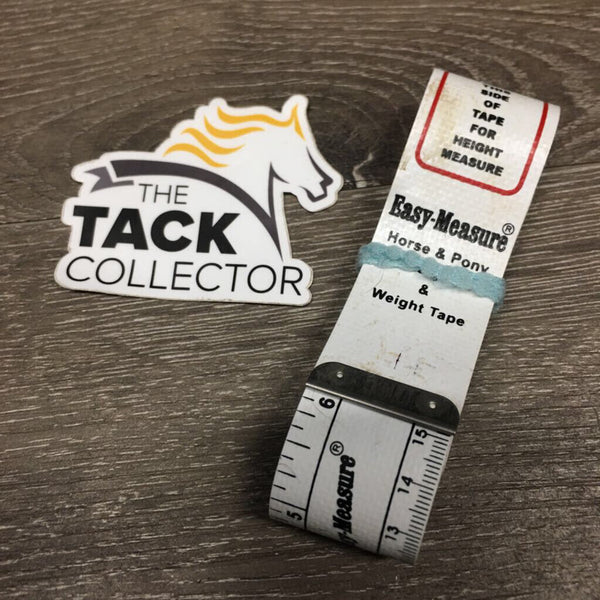 THE
TACK
COLLECTOR
SIDE
OF
TAPE
FOR
HEIGHT
MEASURE
Easy-Measure®
Horse & Pony
&
Weight Tape
6
5
-Measure®
15
14
13